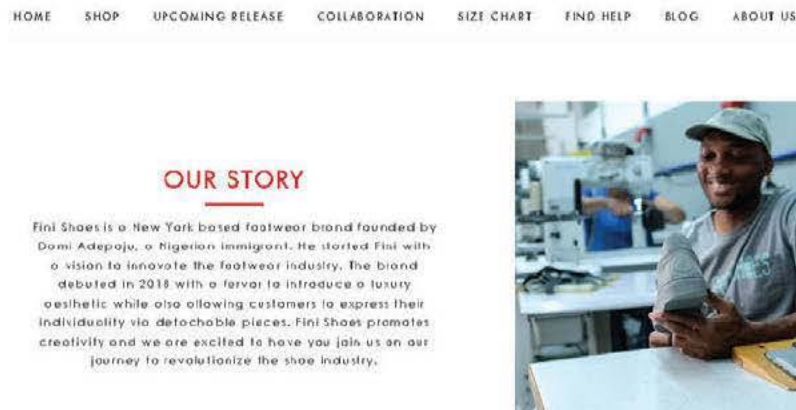 HOME SHOP UPCOMING RELEASE COLLABORATION SIZE CHART FIND HELP BLOG ABOUT US
OUR STORY
Fini Shoes is a New York based footwear brand founded by
Domi Adepoju, a Nigerian immigrant. He started Fini with
a vision to innovate the footwear industry. The brand
debuted in 2018 with a fervor to introduce a luxury
aesthetic while also allowing customers to express their
individuality via detachable pieces. Fini Shoes promotes
creativity and we are excited to have you join us on our
journey to revolutionize the shoe industry.